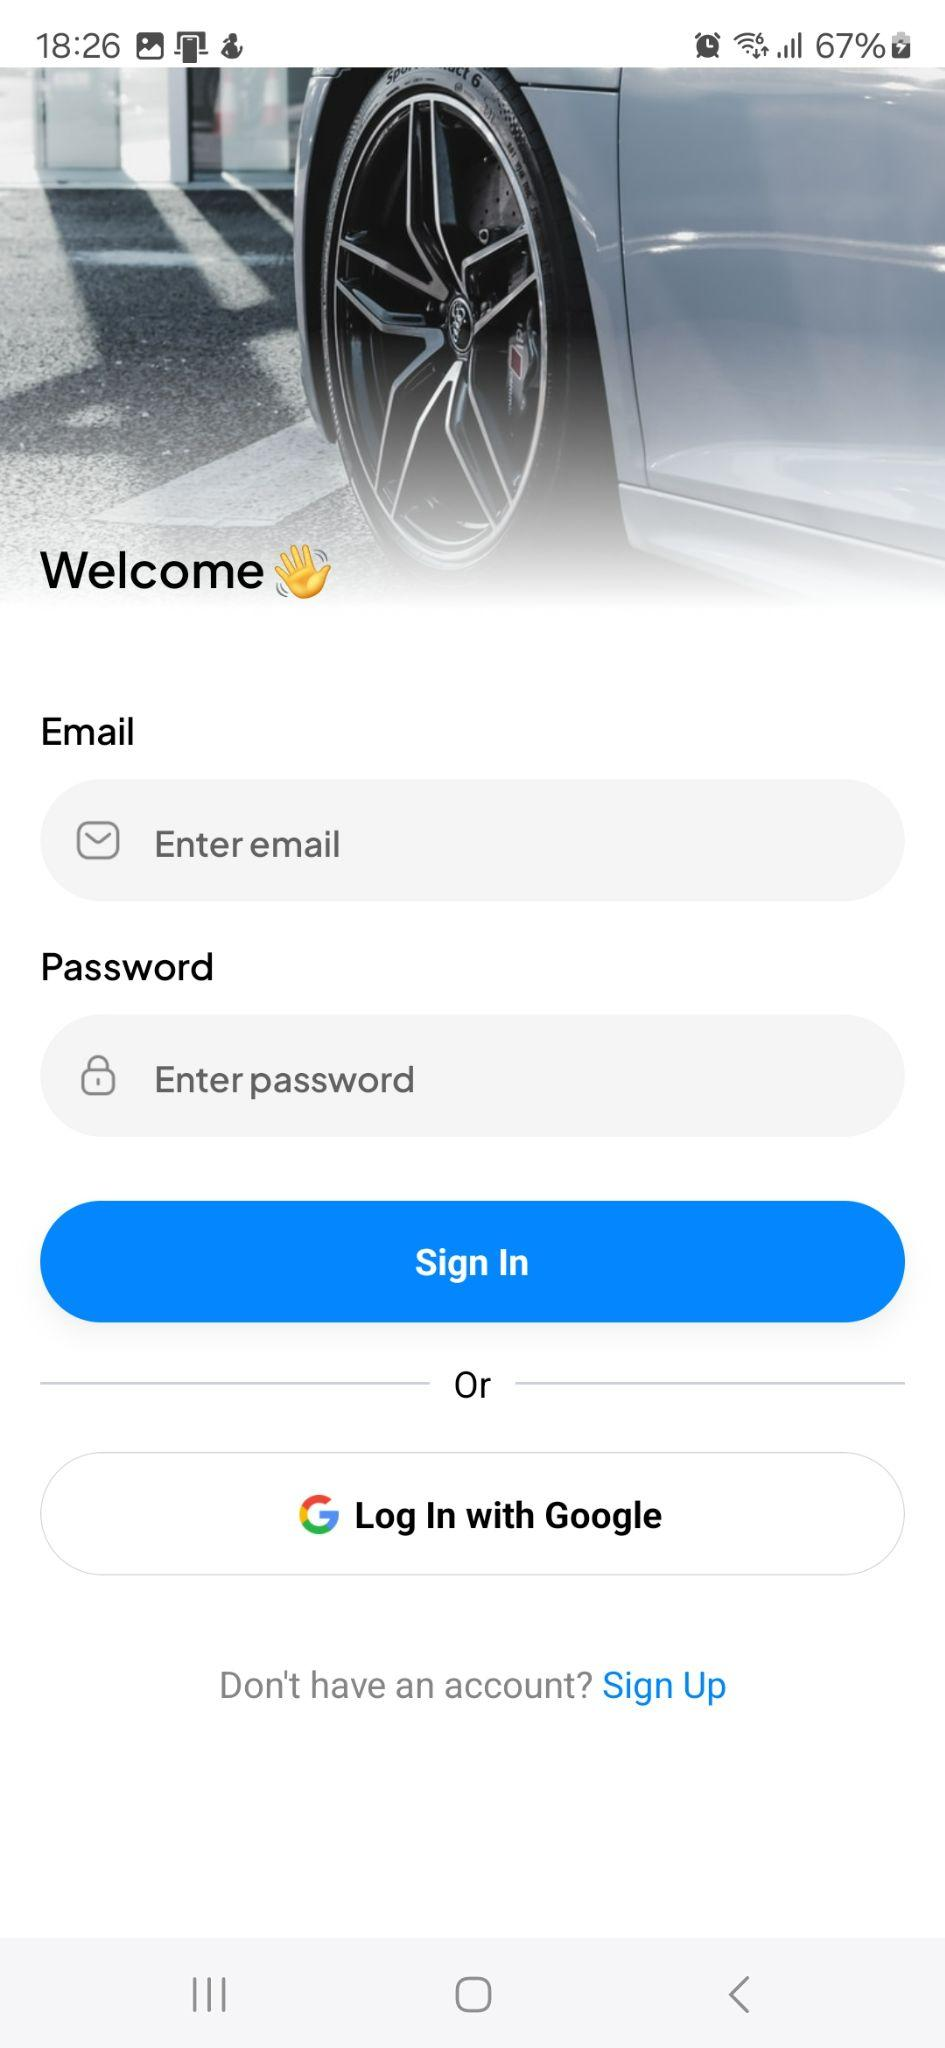 18:26 67%
Welcome👋
Email
Enter email
Password
Enter password
Sign In
Or
Log In with Google
Don't have an account? Sign Up